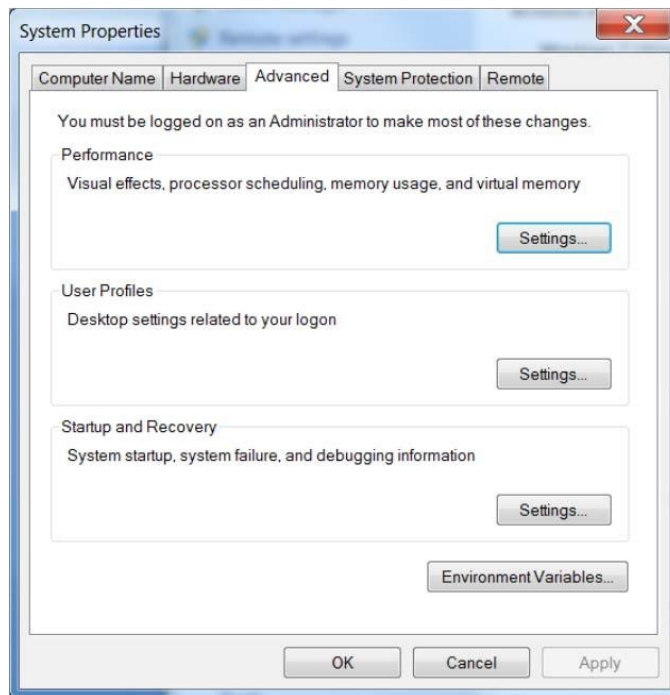 Remote settings
System Properties
Computer Name
Hardware
Advanced
System Protection
Remote
You must be logged on as an Administrator to make most of these changes.
Performance
Visual effects, processor scheduling, memory usage, and virtual memory
Settings...
User Profiles
Desktop settings related to your logon
Settings...
Startup and Recovery
System startup, system failure, and debugging information
Settings...
Environment Variables...
OK
Cancel
Apply